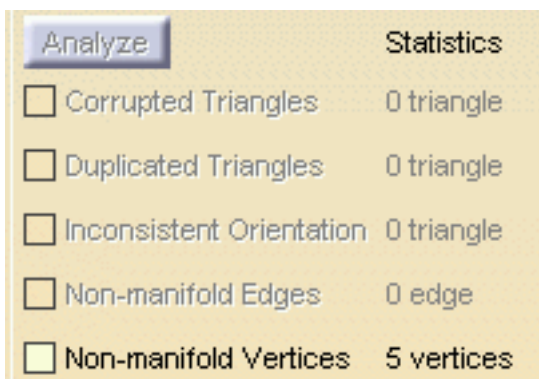 Analyze Statistics
Corrupted Triangles 0 triangle
Duplicated Triangles 0 triangle
Inconsistent Orientation 0 triangle
Non-manifold Edges 0 edge
Non-manifold Vertices 5 vertices